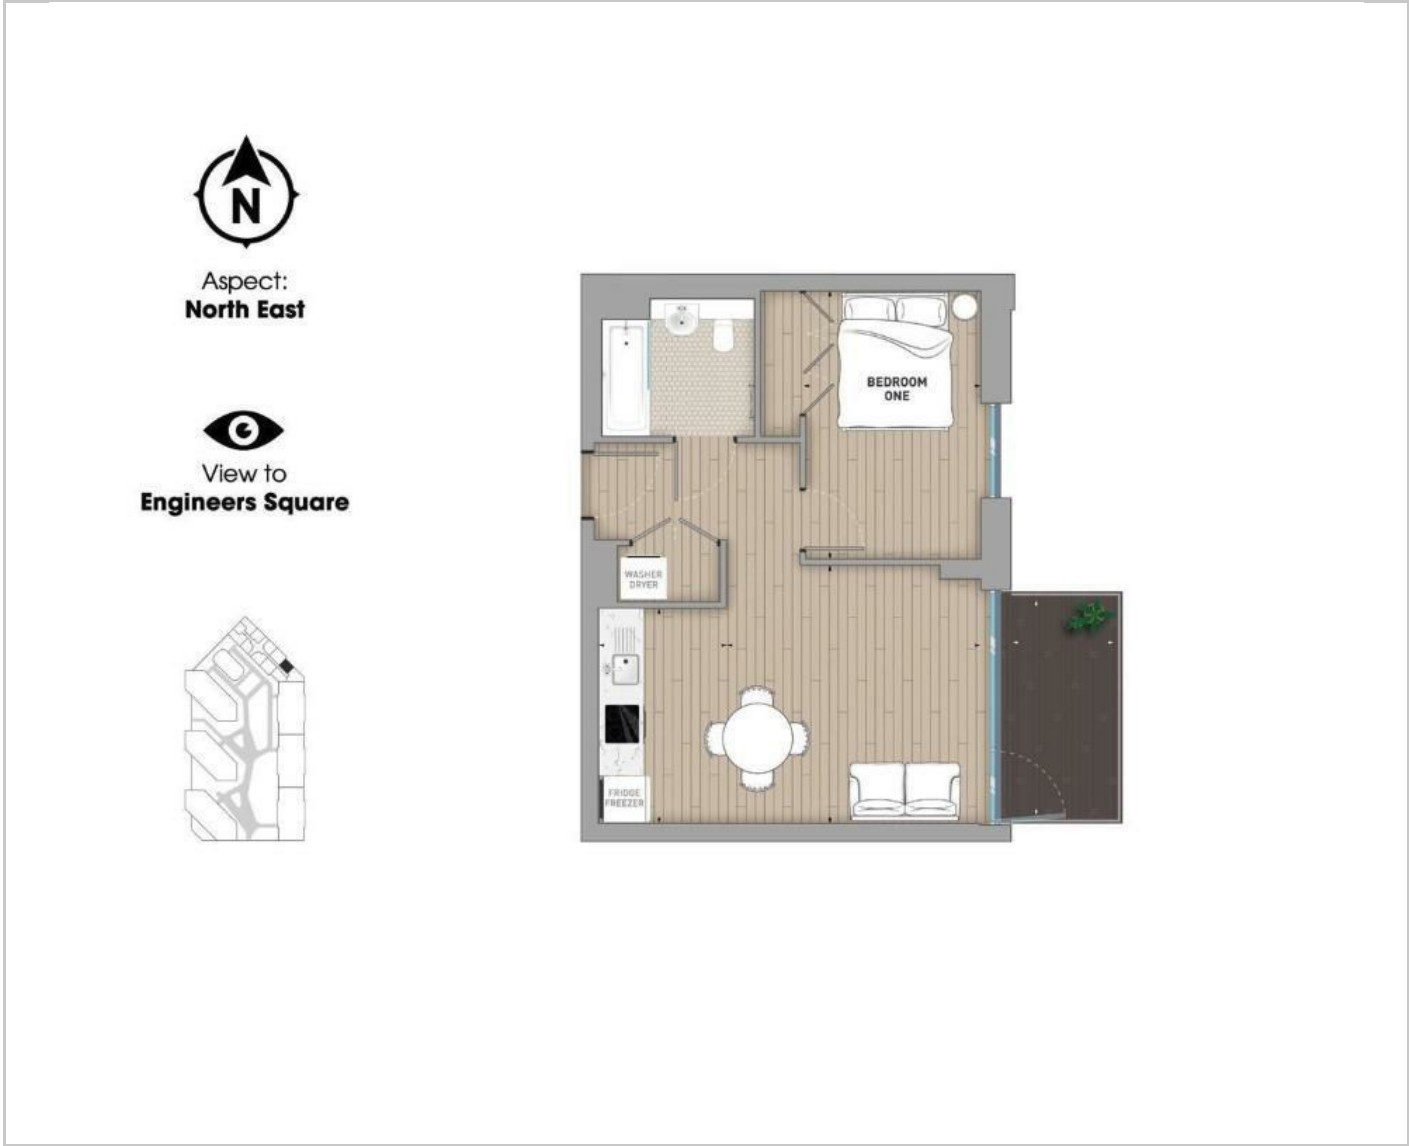 N
Aspect:
North East
View to
Engineers Square
BEDROOM
ONE
WASHER
DRYER
FRIDGE
FREEZER